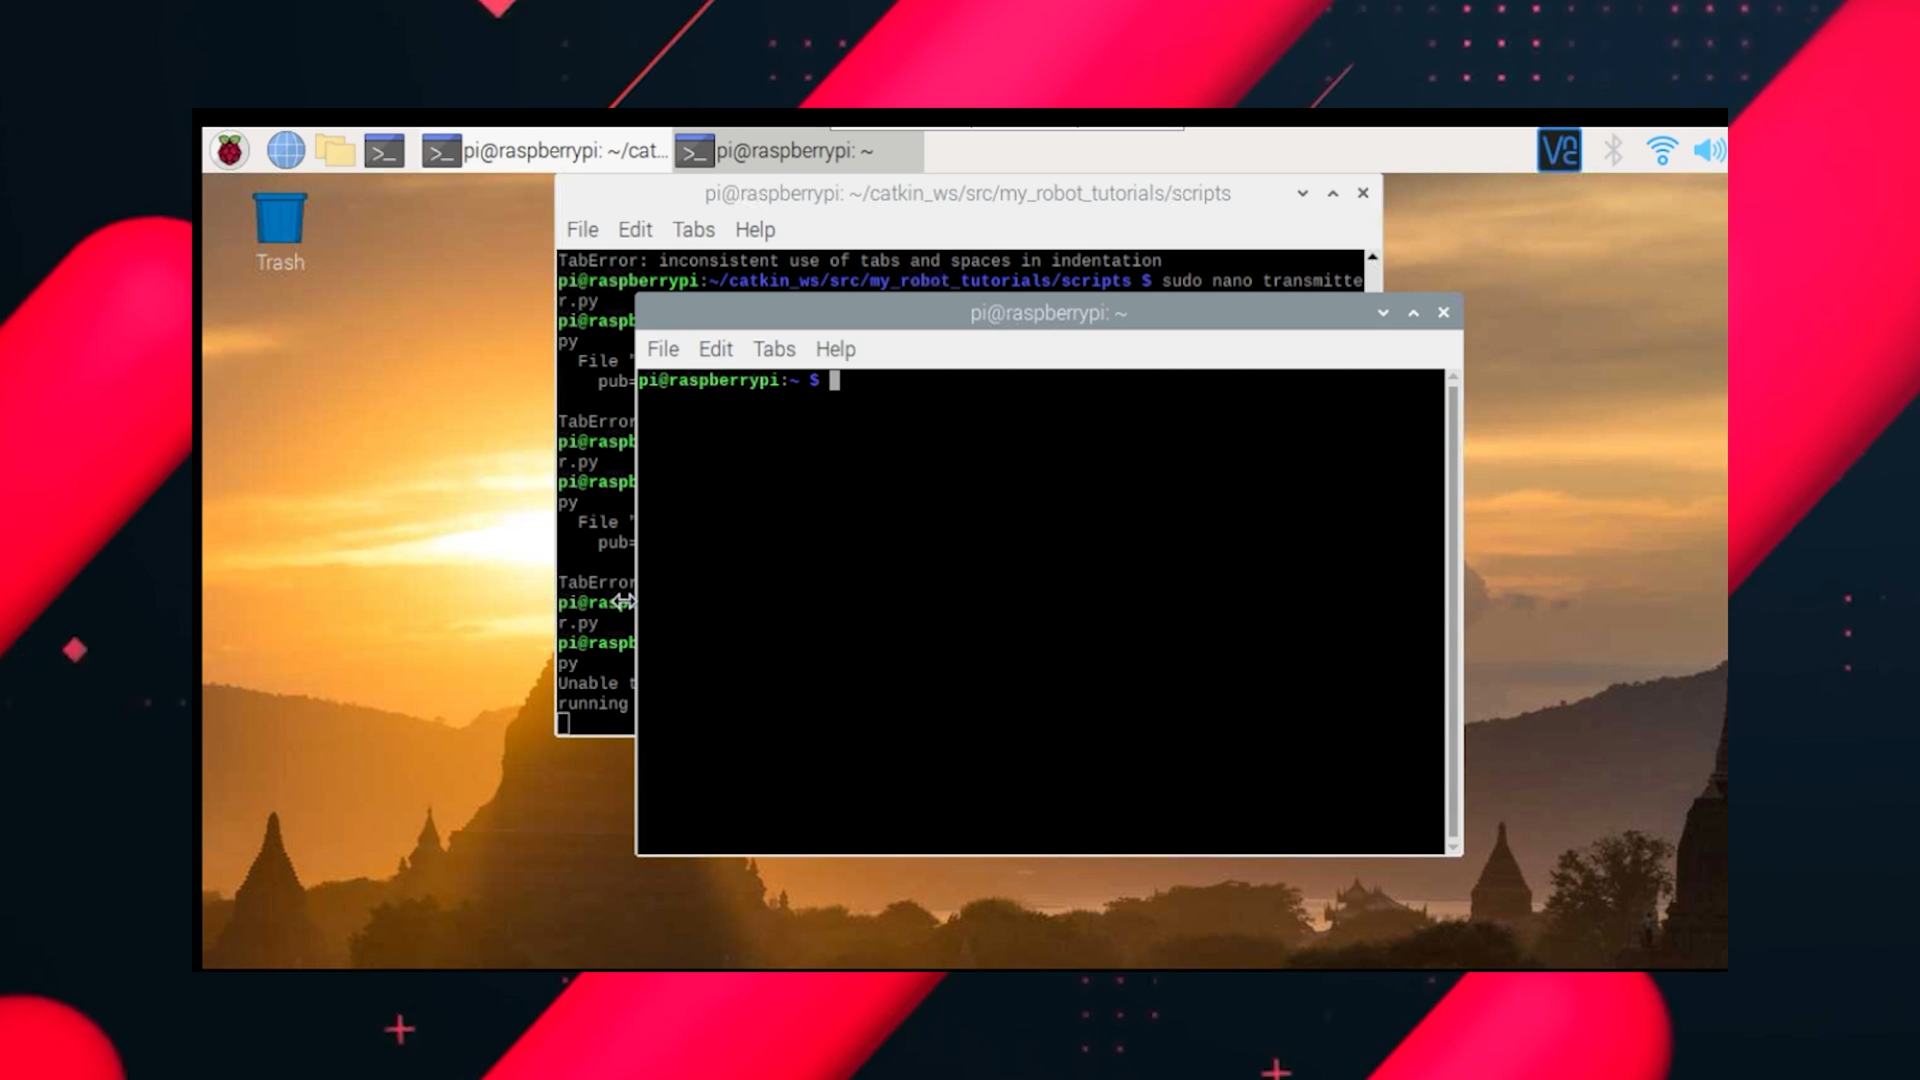 pi@raspberrypi: ~/cat...
pi@raspberrypi: ~
Trash
pi@raspberrypi: ~/catkin_ws/src/my_robot_tutorials/scripts
File Edit Tabs Help
TabError: inconsistent use of tabs and spaces in indentation
pi@raspberrypi:~/catkin_ws/src/my_robot_tutorials/scripts $ sudo nano transmitte
r.py
pi@raspb
py
File "
pub=
TabError
pi@raspb
r.py
pi@raspb
py
File "
pub=
TabError
pi@raspb
r.py
pi@raspb
py
Unable t
running
pi@raspberrypi: ~
File Edit Tabs Help
pi@raspberrypi:~ $